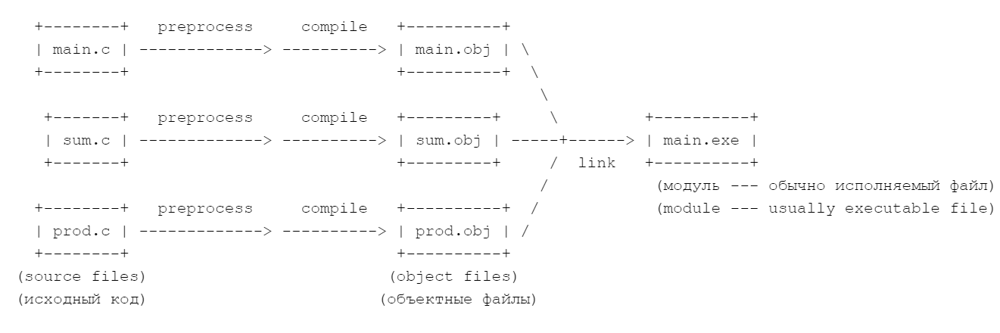 +--------+   preprocess     compile   +----------+
| main.c | -------------> ----------> | main.obj | \
+--------+                            +----------+  \
                                                     \
 +-------+   preprocess     compile   +---------+     \         +----------+
 | sum.c | -------------> ----------> | sum.obj | -----+------> | main.exe |
 +-------+                            +---------+     /  link   +----------+
                                                     /           (модуль --- обычно исполняемый файл)
+--------+   preprocess     compile   +----------+  /            (module --- usually executable file)
| prod.c | -------------> ----------> | prod.obj | /
+--------+                            +----------+
(source files)                       (object files)
(исходный код)                      (объектные файлы)